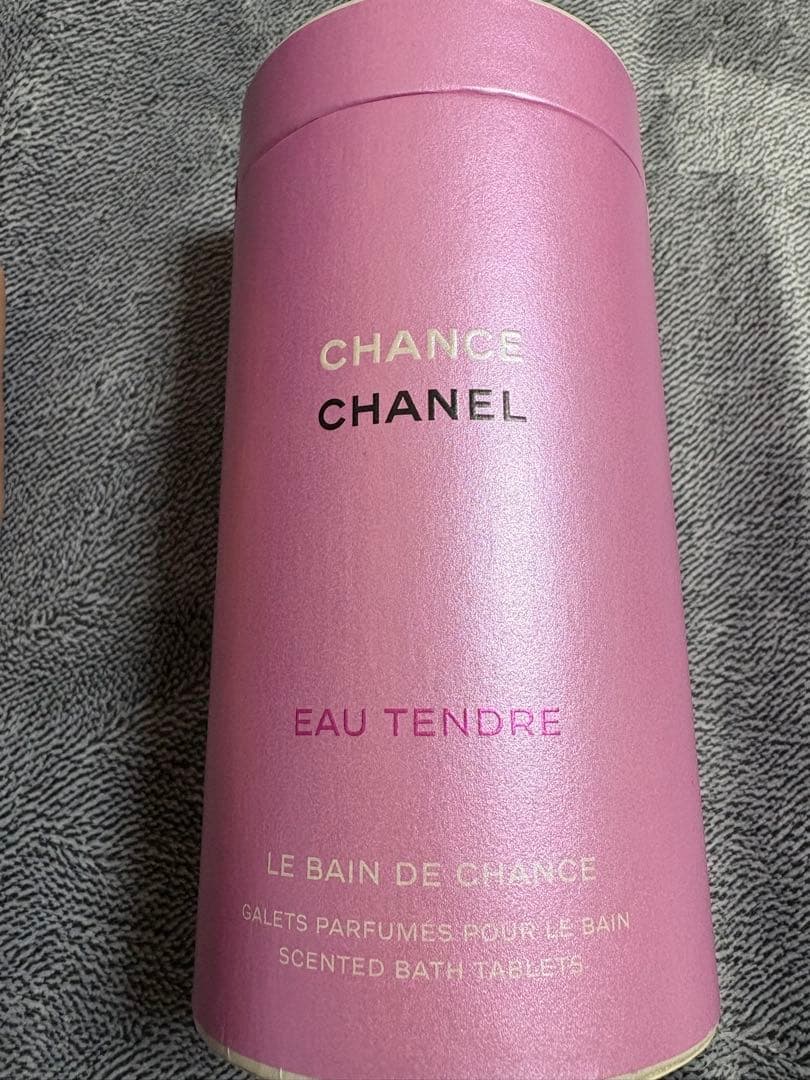 CHANCE
CHANEL
EAU TENDRE
LE BAIN DE CHANCE
GALETS PARFUMÉS POUR LE BAIN
SCENTED BATH TABLETS